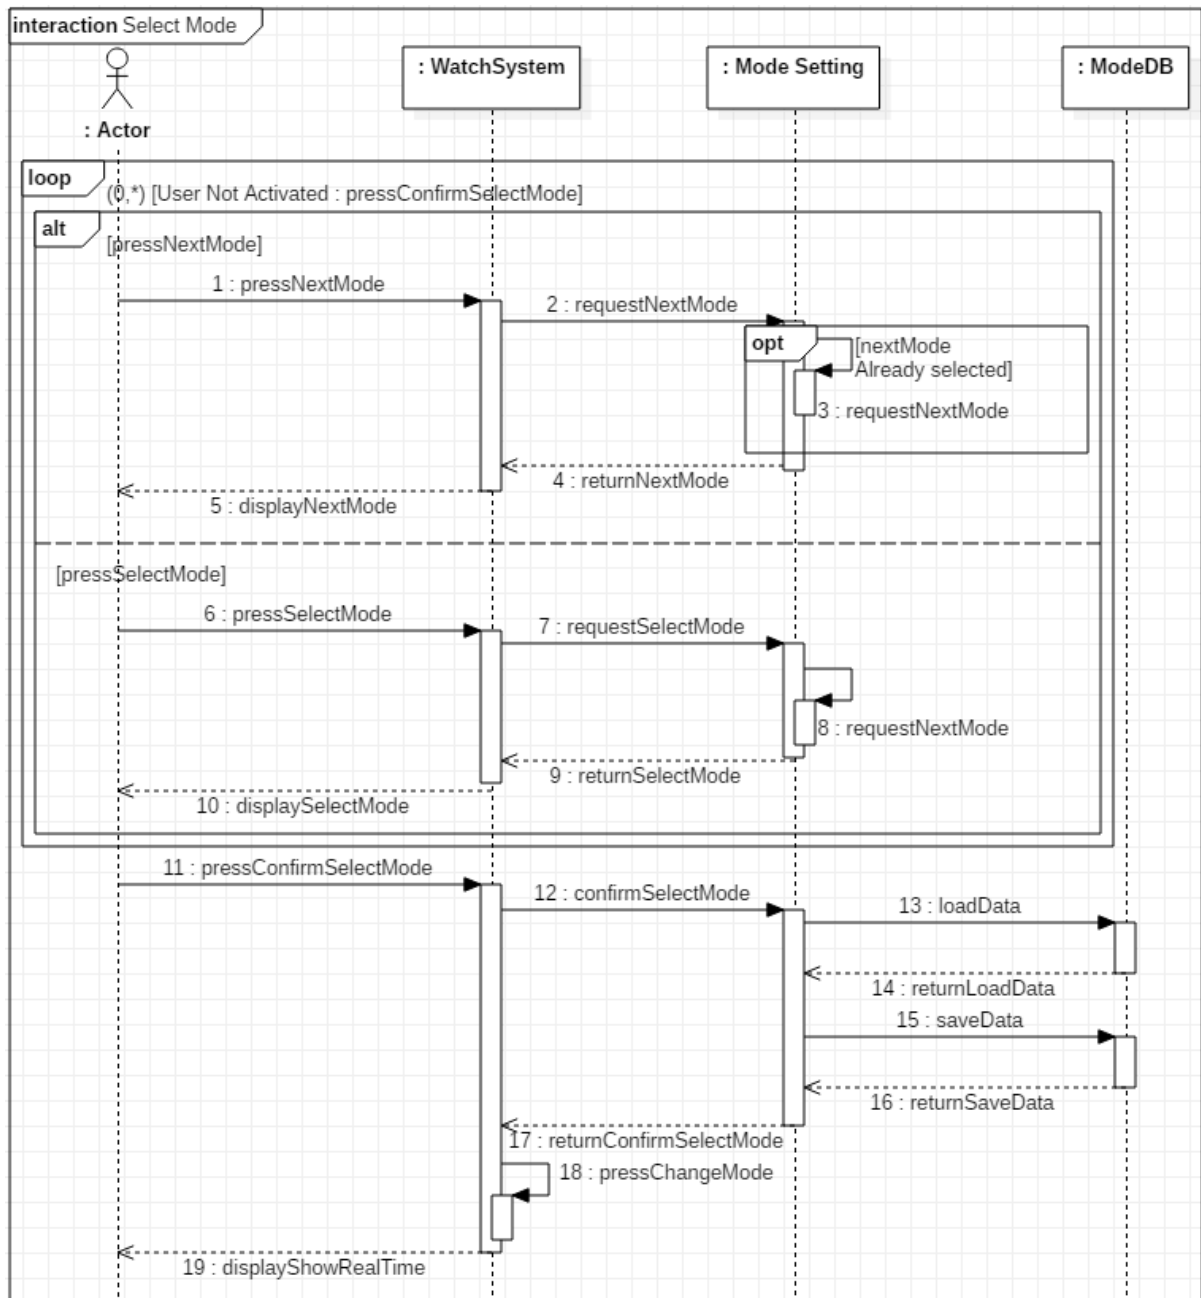 interaction Select Mode
: Actor
: WatchSystem
: Mode Setting
: ModeDB
loop
(0,*) [User Not Activated : pressConfirmSelectMode]
alt
[pressNextMode]
1 : pressNextMode
2 : requestNextMode
opt
[nextMode
Already selected]
3 : requestNextMode
4 : returnNextMode
5 : displayNextMode
[pressSelectMode]
6 : pressSelectMode
7 : requestSelectMode
8 : requestNextMode
9 : returnSelectMode
10 : displaySelectMode
11 : pressConfirmSelectMode
12 : confirmSelectMode
13 : loadData
14 : returnLoadData
15 : saveData
16 : returnSaveData
17 : returnConfirmSelectMode
18 : pressChangeMode
19 : displayShowRealTime